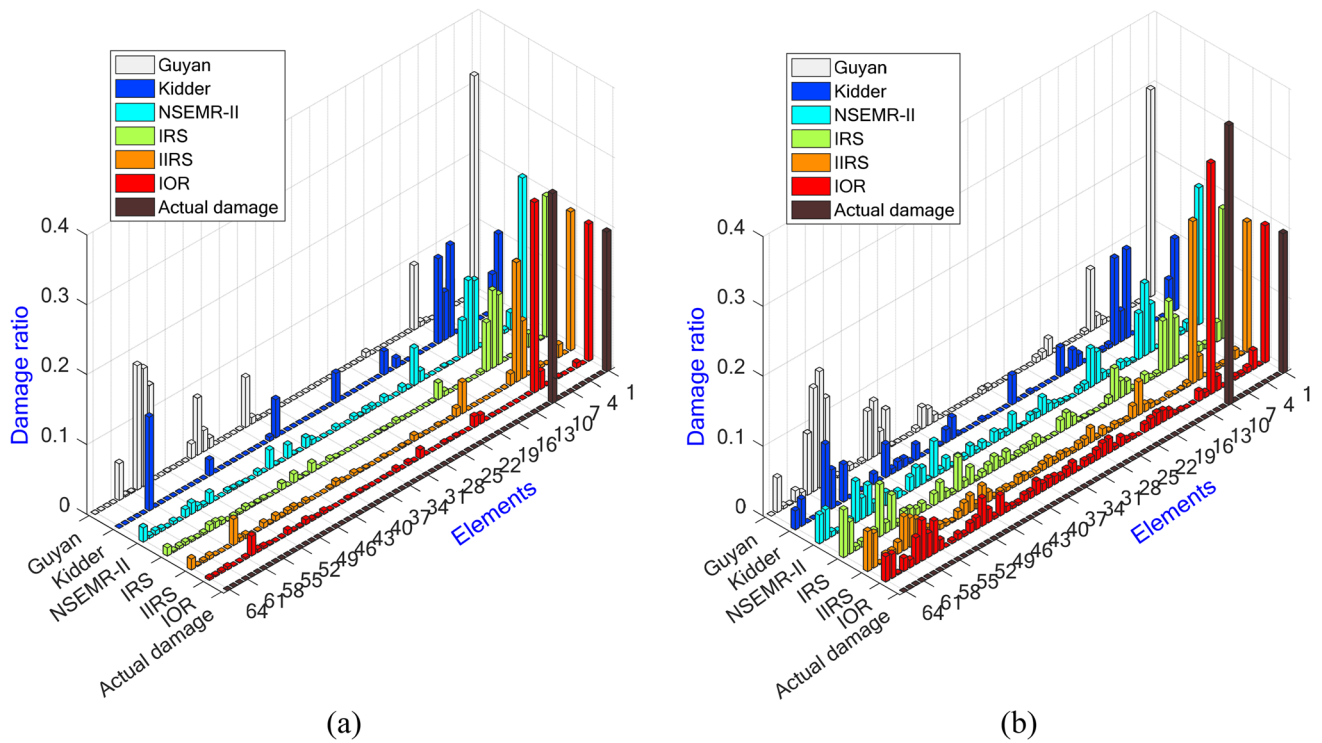 Guyan
Kidder
NSEMR-II
IRS
IIRS
IOR
Actual damage
0.4
0.3
0.2
0.1
0
Damage ratio
Guyan
Kidder
NSEMR-II
IRS
IIRS
IOR
Actual damage
64
61
58
55
52
49
46
43
40
37
34
31
28
25
22
19
16
13
10
7
4
1
Elements
(a)
Guyan
Kidder
NSEMR-II
IRS
IIRS
IOR
Actual damage
0.4
0.3
0.2
0.1
0
Damage ratio
Guyan
Kidder
NSEMR-II
IRS
IIRS
IOR
Actual damage
64
61
58
55
52
49
46
43
40
37
34
31
28
25
22
19
16
13
10
7
4
1
Elements
(b)